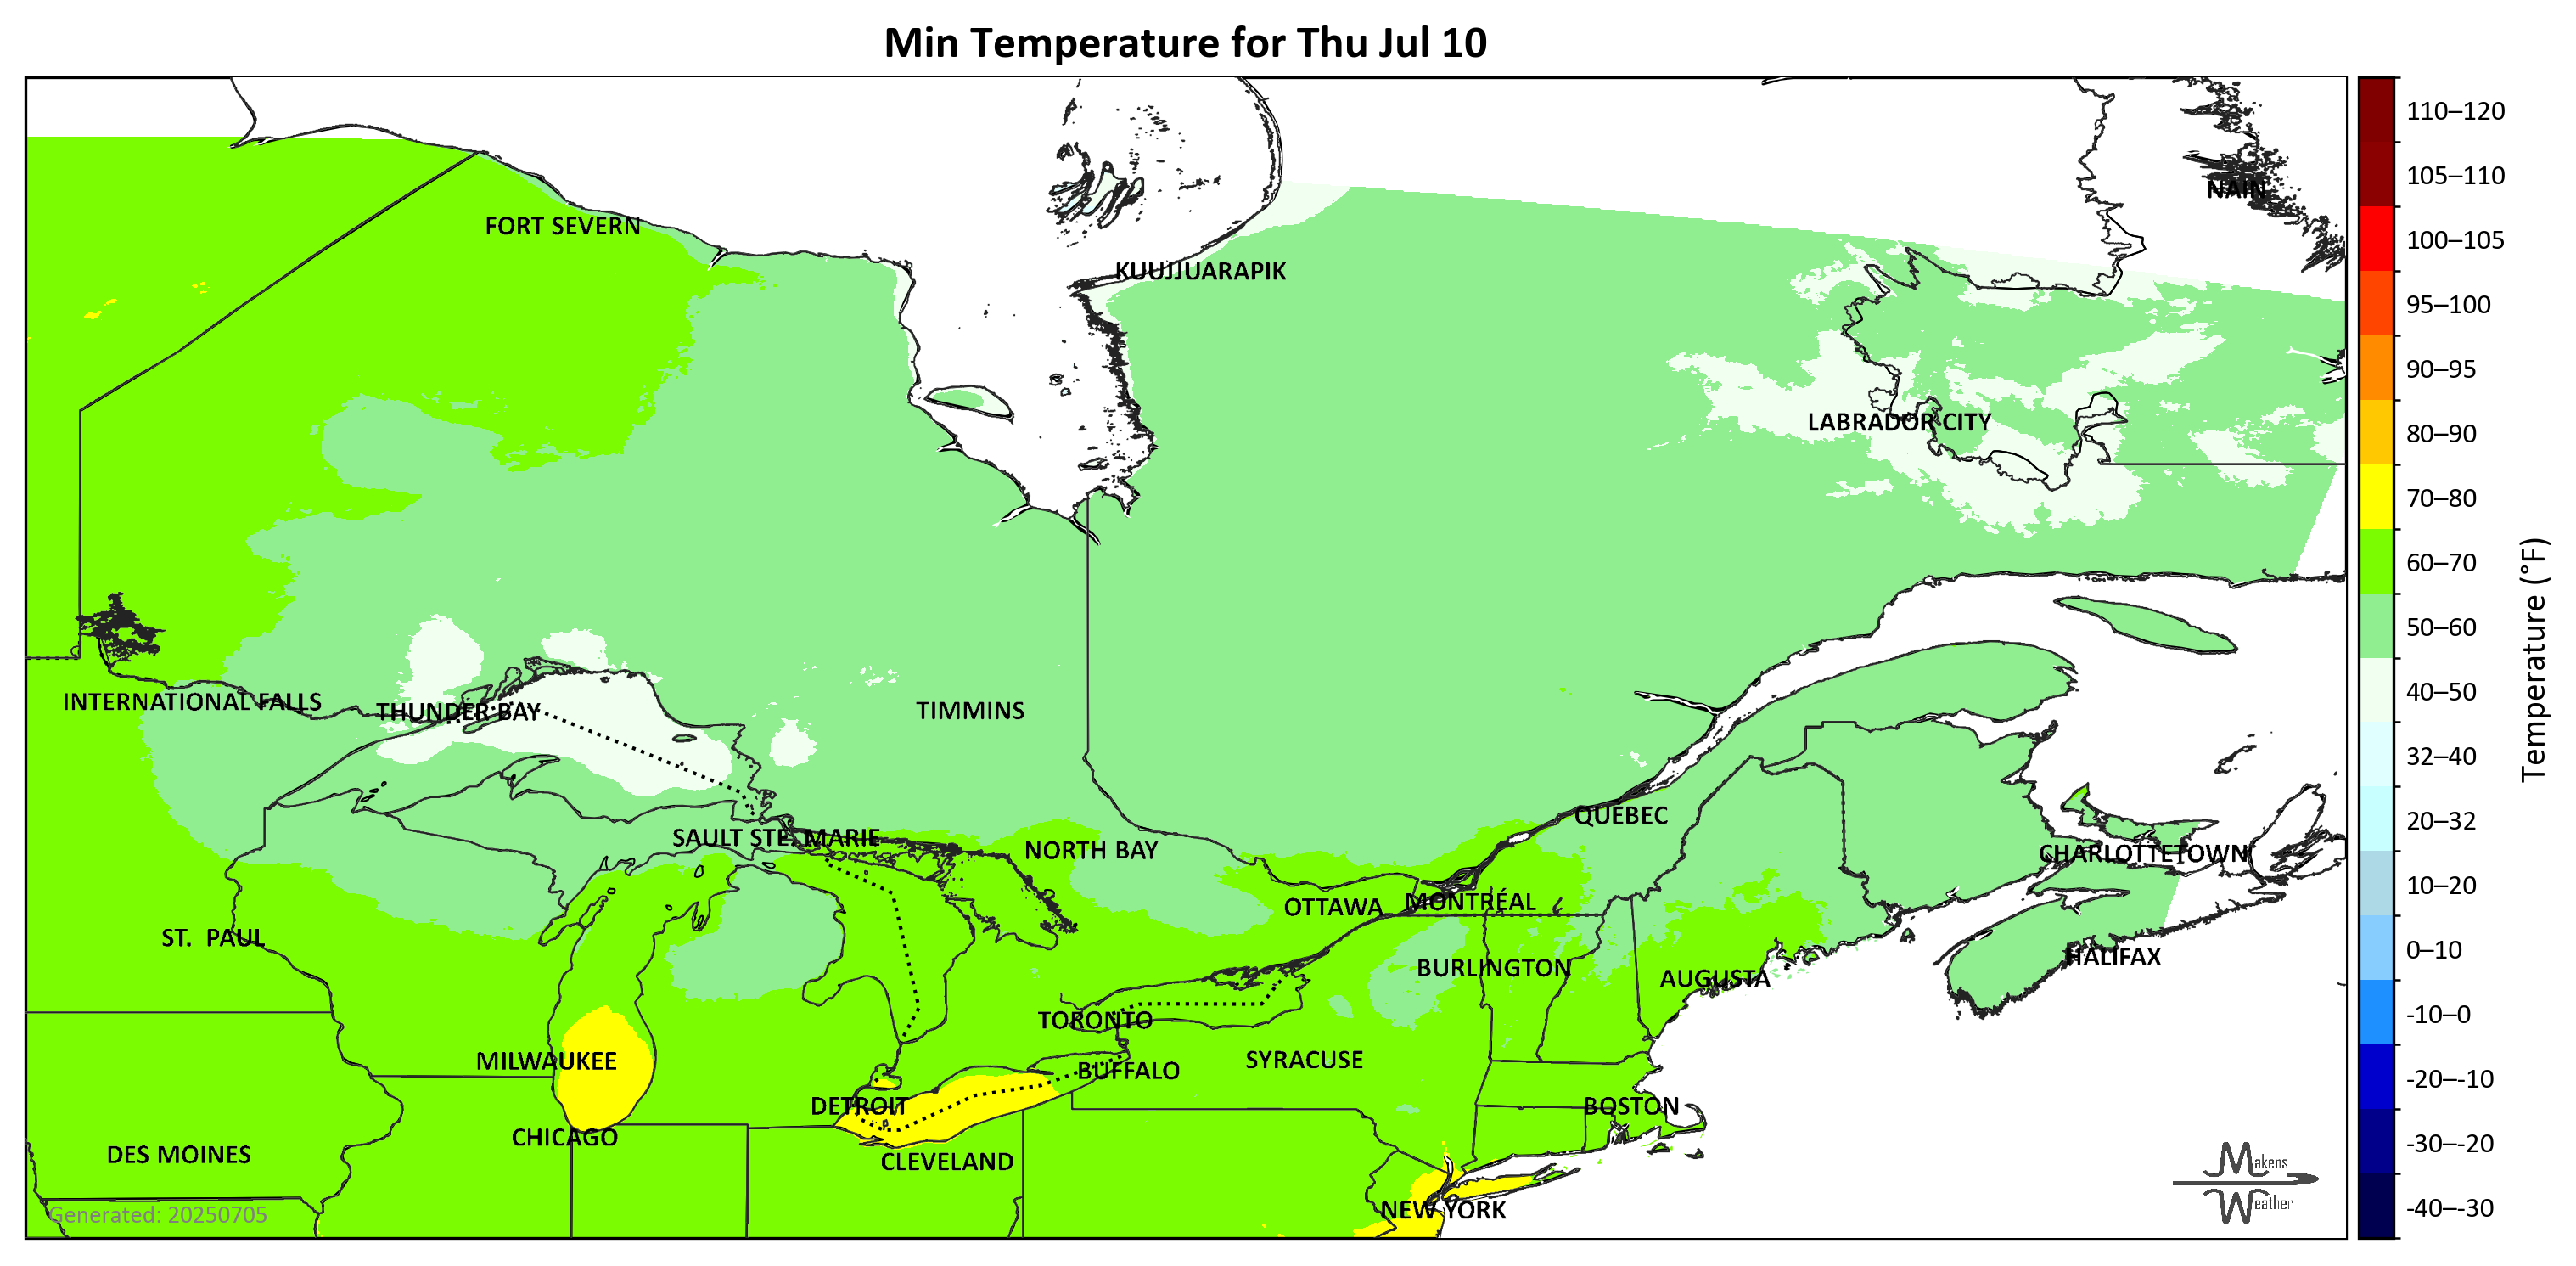 Min Temperature for Thu Jul 10
110–120
105–110
NAIN
FORT SEVERN
100–105
KUUJJUARAPIK
95–100
90–95
LABRADOR CITY
80–90
70–80
60–70
50–60
40–50
INTERNATIONAL FALLS
THUNDER BAY
TIMMINS
Temperature (°F)
32–40
QUÉBEC
20–32
SAULT STE. MARIE
NORTH BAY
CHARLOTTETOWN
10–20
OTTAWA
MONTRÉAL
ST. PAUL
0–10
HALIFAX
BURLINGTON
AUGUSTA
-10–0
TORONTO
MILWAUKEE
SYRACUSE
BUFFALO
-20–-10
DETROIT
BOSTON
CHICAGO
-30–-20
DES MOINES
CLEVELAND
Makens
Weather
NEW YORK
-40–-30
Generated: 20250705